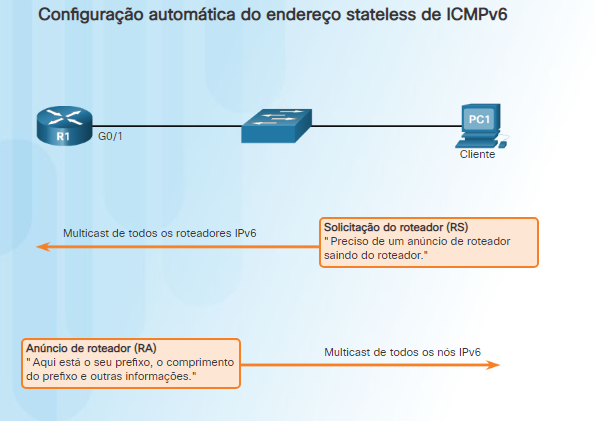 Configuração automática do endereço stateless de ICMPv6
R1
G0/1
PC1
Cliente
Multicast de todos os roteadores IPv6
Solicitação do roteador (RS)
"Preciso de um anúncio de roteador
saindo do roteador."
Anúncio de roteador (RA)
"Aqui está o seu prefixo, o comprimento
do prefixo e outras informações."
Multicast de todos os nós IPv6